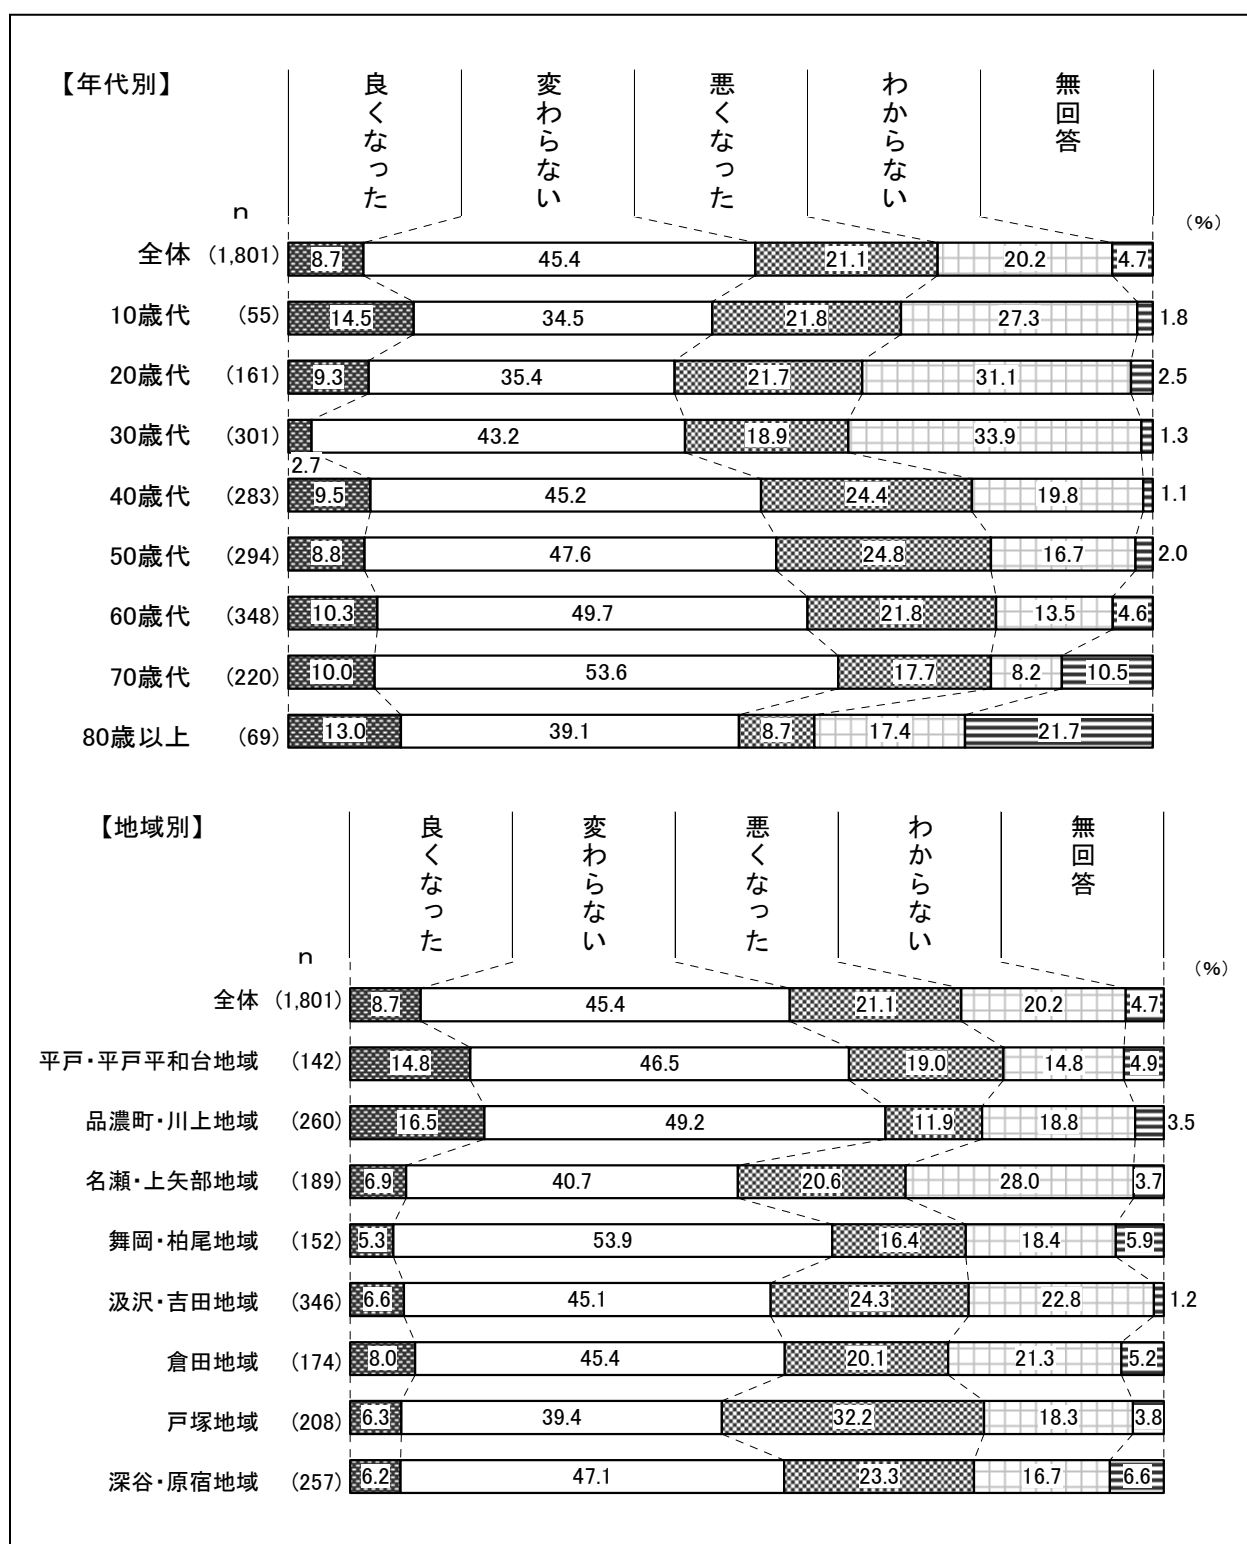 【年代別】
良くなった
変わらない
悪くなった
わからない
無回答
n
(%)
全体 (1,801) 8.7 45.4 21.1 20.2 4.7
10歳代 (55) 14.5 34.5 21.8 27.3 1.8
20歳代 (161) 9.3 35.4 21.7 31.1 2.5
30歳代 (301) 2.7 43.2 18.9 33.9 1.3
40歳代 (283) 9.5 45.2 24.4 19.8 1.1
50歳代 (294) 8.8 47.6 24.8 16.7 2.0
60歳代 (348) 10.3 49.7 21.8 13.5 4.6
70歳代 (220) 10.0 53.6 17.7 8.2 10.5
80歳以上 (69) 13.0 39.1 8.7 17.4 21.7
【地域別】
良くなった
変わらない
悪くなった
わからない
無回答
n
(%)
全体 (1,801) 8.7 45.4 21.1 20.2 4.7
平戸・平戸平和台地域 (142) 14.8 46.5 19.0 14.8 4.9
品濃町・川上地域 (260) 16.5 49.2 11.9 18.8 3.5
名瀬・上矢部地域 (189) 6.9 40.7 20.6 28.0 3.7
舞岡・柏尾地域 (152) 5.3 53.9 16.4 18.4 5.9
汲沢・吉田地域 (346) 6.6 45.1 24.3 22.8 1.2
倉田地域 (174) 8.0 45.4 20.1 21.3 5.2
戸塚地域 (208) 6.3 39.4 32.2 18.3 3.8
深谷・原宿地域 (257) 6.2 47.1 23.3 16.7 6.6